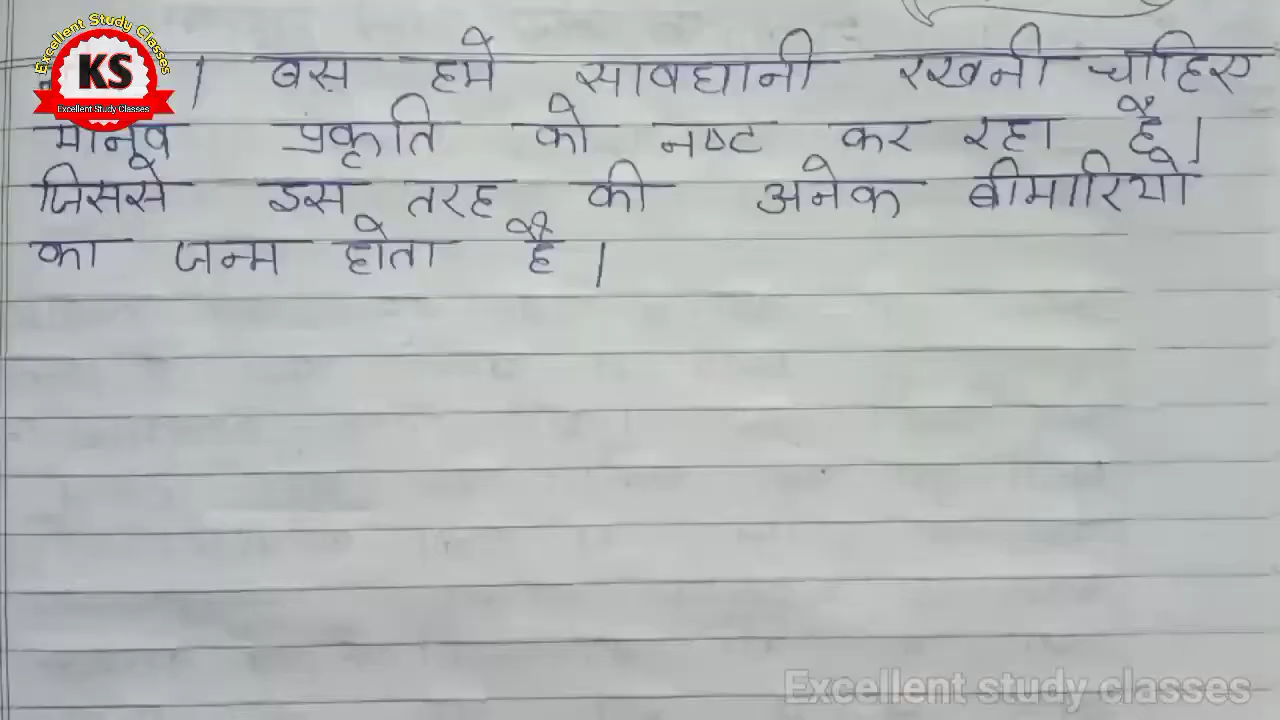 Excellent Study Classes
KS
Excellent Study Classes
। बस हमे सावधानी रखनी चाहिए
मानव प्रकृति को नष्ट कर रहा है।
जिससे इस तरह की अनेक बीमारियो
का जन्म होता है।
Excellent study classes